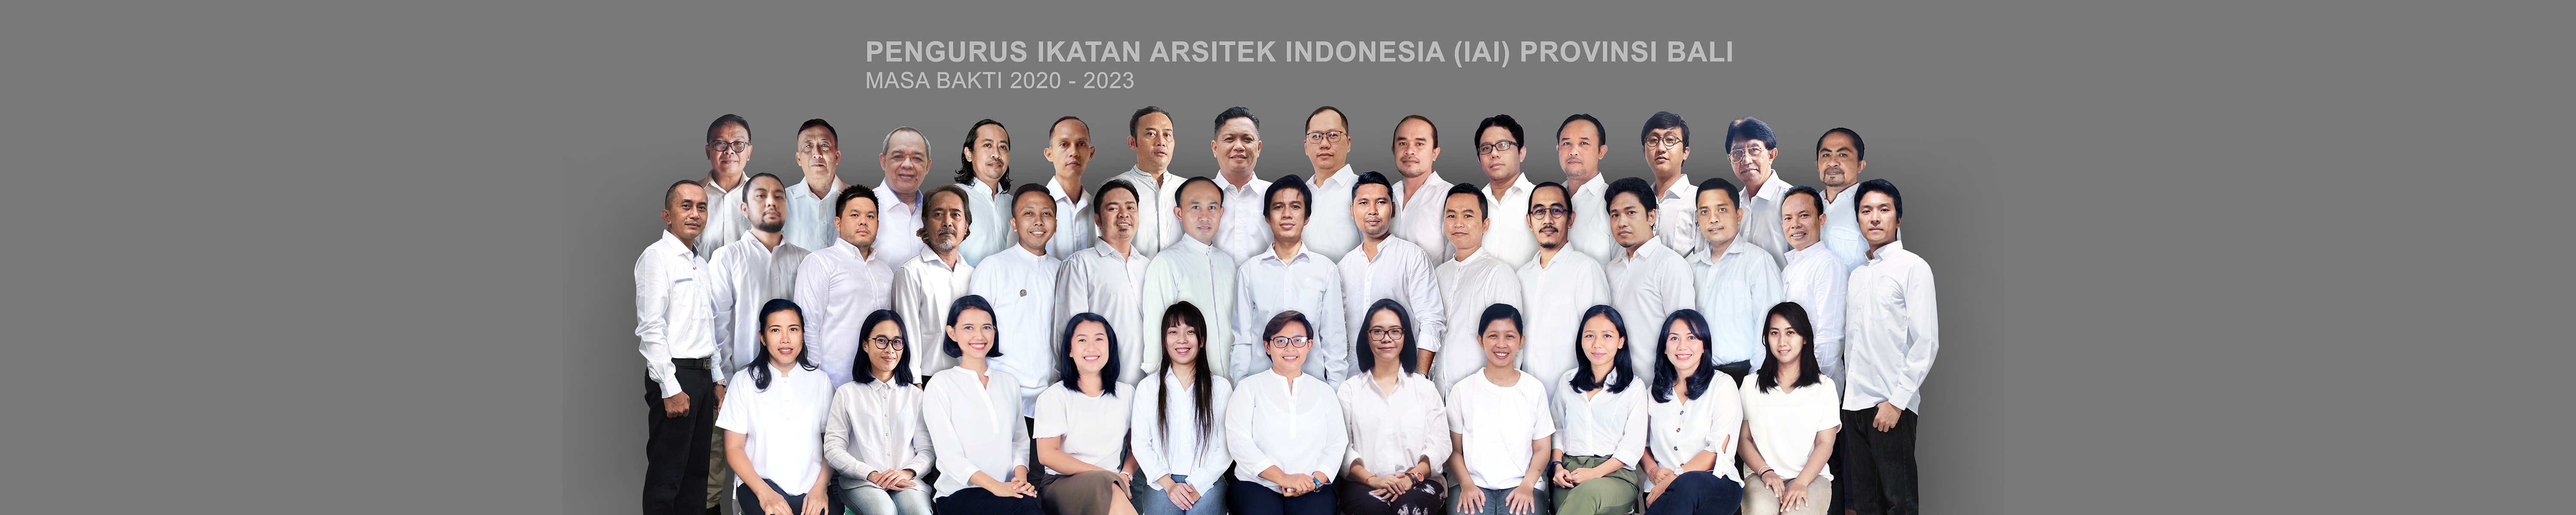 PENGURUS IKATAN ARSITEK INDONESIA (IAI) PROVINSI BALI
MASA BAKTI 2020 - 2023